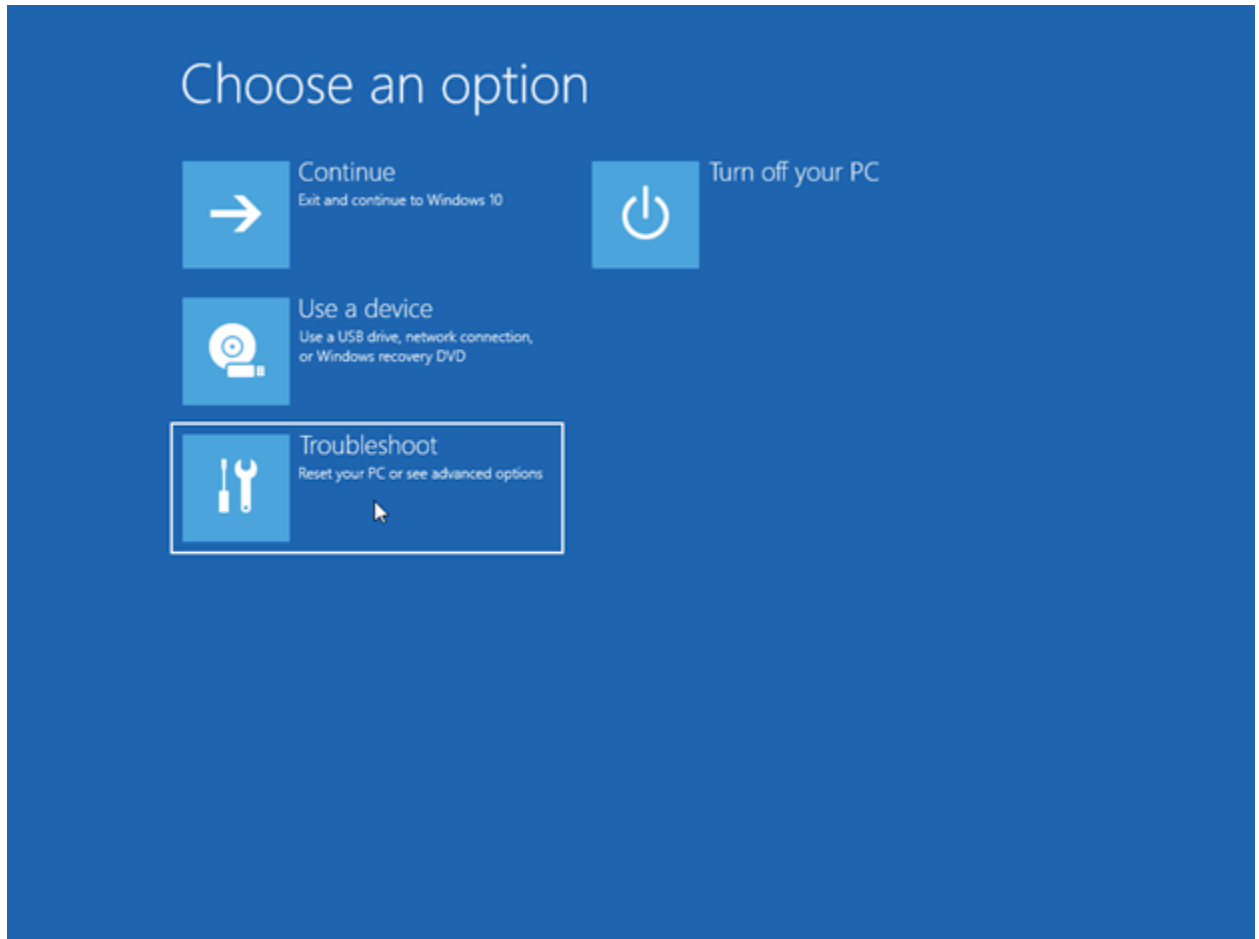 Choose an option
Continue
Exit and continue to Windows 10
Turn off your PC
Use a device
Use a USB drive, network connection,
or Windows recovery DVD
Troubleshoot
Reset your PC or see advanced options